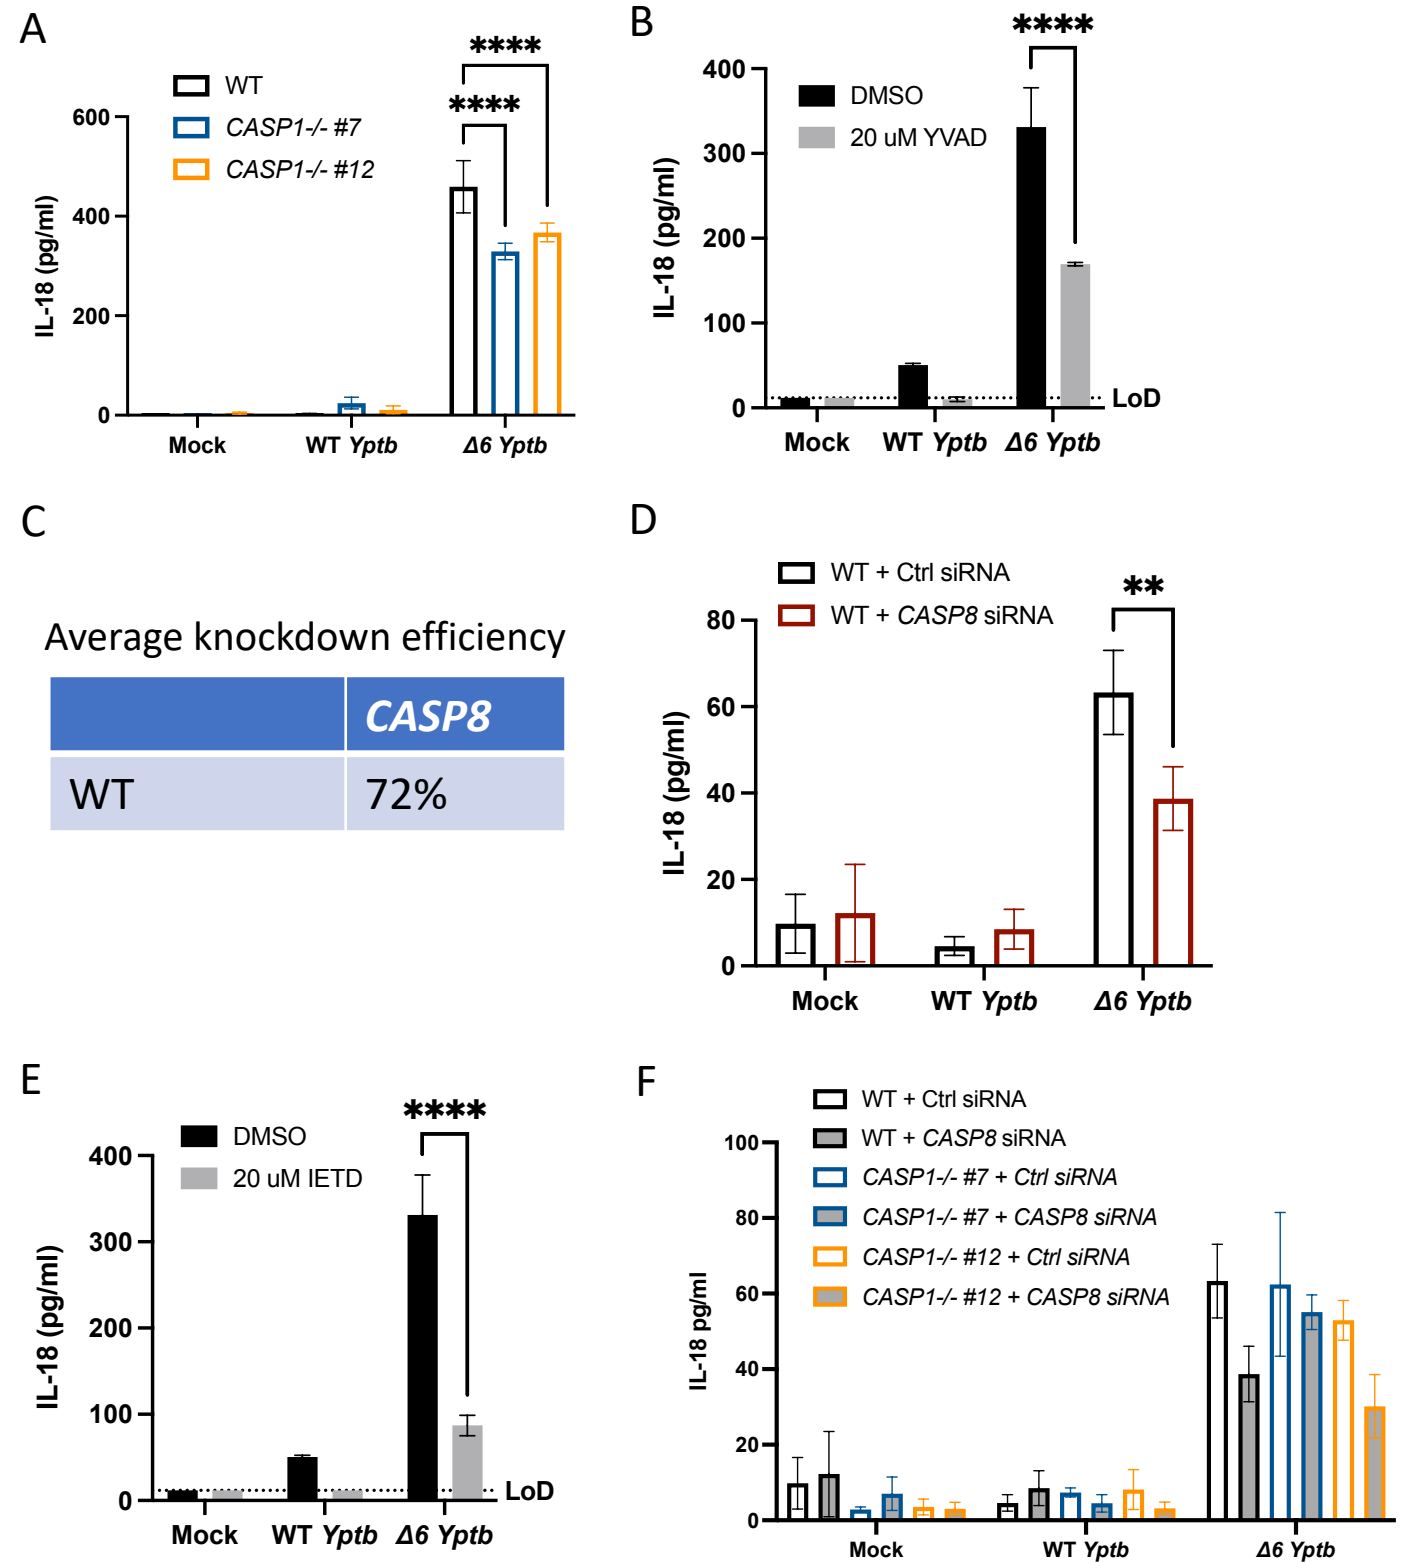 A
****
****
WT
CASP1-/- #7
CASP1-/- #12
600
400
200
0
IL-18 (pg/ml)
Mock
WT Yptb
Δ6 Yptb
B
****
DMSO
20 uM YVAD
400
300
200
100
0
IL-18 (pg/ml)
LoD
Mock
WT Yptb
Δ6 Yptb
C
Average knockdown efficiency
CASP8
WT
72%
D
WT + Ctrl siRNA
WT + CASP8 siRNA
**
80
60
40
20
0
IL-18 (pg/ml)
Mock
WT Yptb
Δ6 Yptb
E
****
DMSO
20 uM IETD
400
300
200
100
0
IL-18 (pg/ml)
LoD
Mock
WT Yptb
Δ6 Yptb
F
WT + Ctrl siRNA
WT + CASP8 siRNA
CASP1-/- #7 + Ctrl siRNA
CASP1-/- #7 + CASP8 siRNA
CASP1-/- #12 + Ctrl siRNA
CASP1-/- #12 + CASP8 siRNA
100
80
60
40
20
0
IL-18 pg/ml
Mock
WT Yptb
Δ6 Yptb